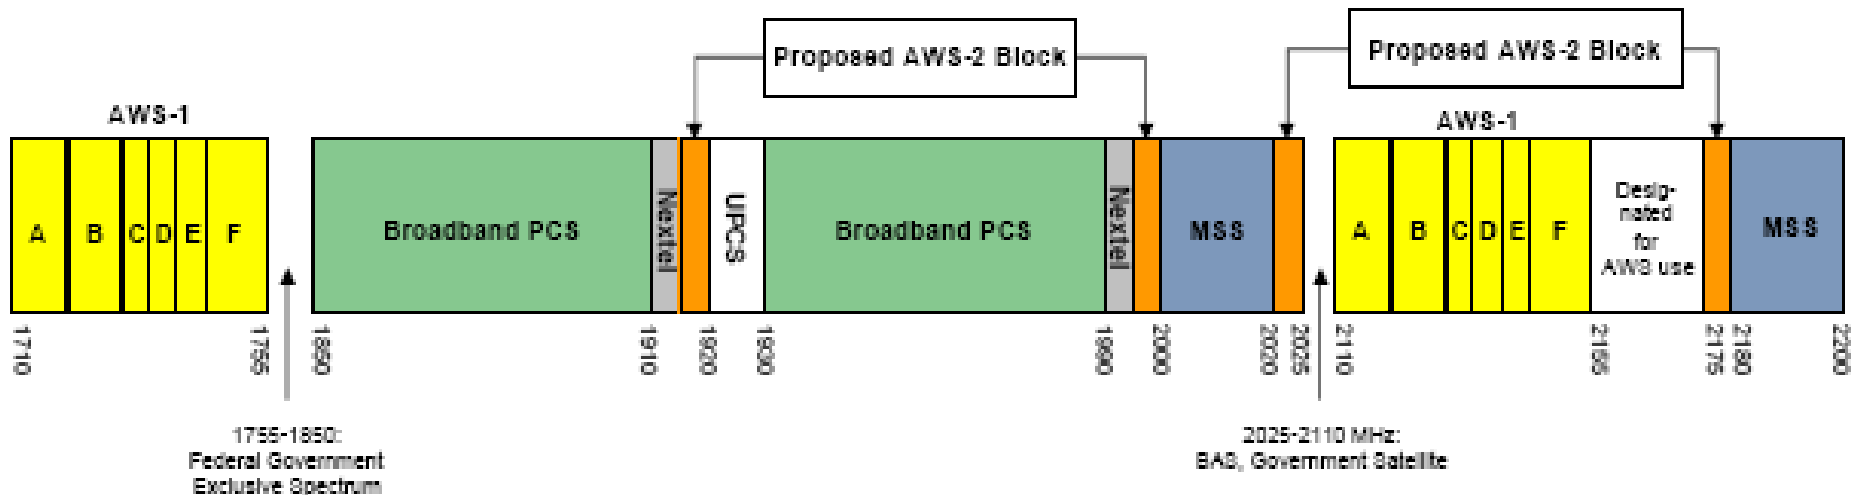 Proposed AWS-2 Block
Proposed AWS-2 Block
AWS-1
AWS-1
A
B
C
D
E
F
Broadband PCS
Nextel
UPCS
Broadband PCS
Nextel
MSS
A
B
C
D
E
F
Desig-
nated
for
AWS use
MSS
1710
1755
1850
1910
1920
1930
1990
2000
2020
2025
2110
2155
2175
2180
2200
1755-1850:
Federal Government
Exclusive Spectrum
2025-2110 MHz:
BAS, Government Satellite